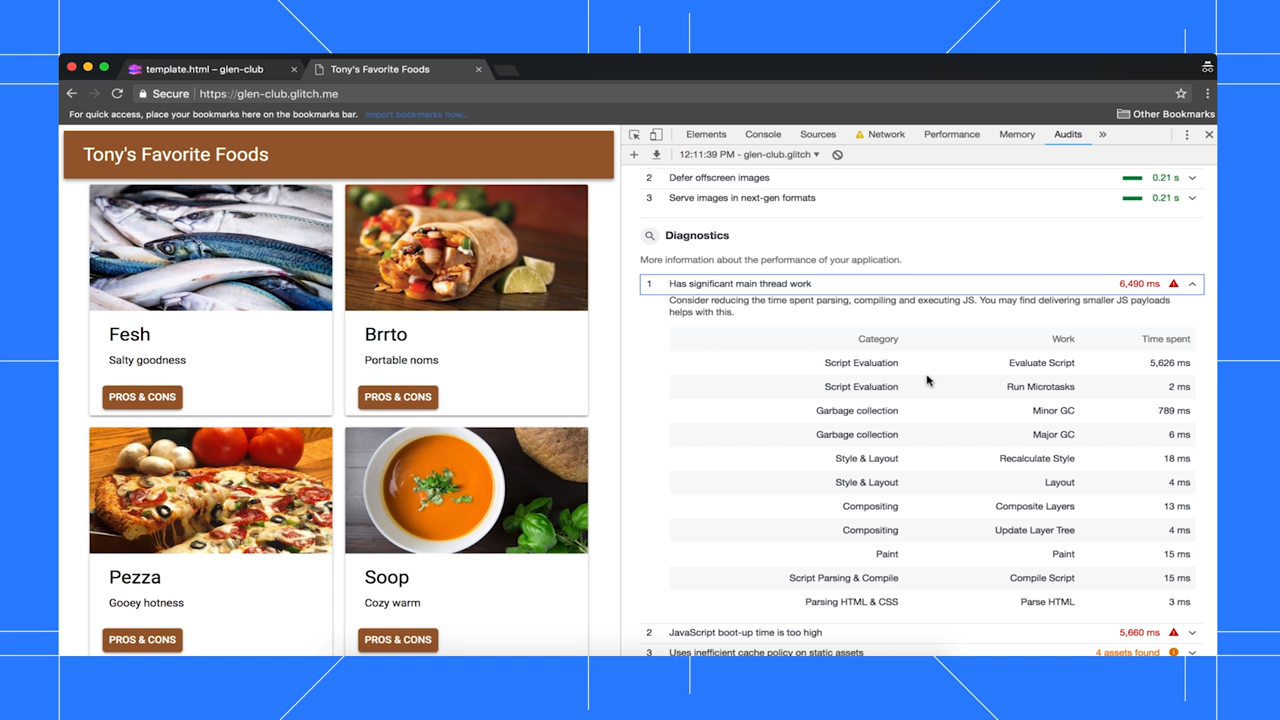 template.html – glen-club
Tony's Favorite Foods
Secure
https://glen-club.glitch.me
For quick access, place your bookmarks here on the bookmarks bar. Import bookmarks now...
Other Bookmarks
Tony's Favorite Foods
Fesh
Salty goodness
PROS & CONS
Brrto
Portable noms
PROS & CONS
Pezza
Gooey hotness
PROS & CONS
Soop
Cozy warm
PROS & CONS
Elements Console Sources Network Performance Memory Audits
12:11:39 PM - glen-club.glitch
2 Defer offscreen images 0.21 s
3 Serve images in next-gen formats 0.21 s
Diagnostics
More information about the performance of your application.
1 Has significant main thread work 6,490 ms
Consider reducing the time spent parsing, compiling and executing JS. You may find delivering smaller JS payloads
helps with this.
Category Work Time spent
Script Evaluation Evaluate Script 5,626 ms
Script Evaluation Run Microtasks 2 ms
Garbage collection Minor GC 789 ms
Garbage collection Major GC 6 ms
Style & Layout Recalculate Style 18 ms
Style & Layout Layout 4 ms
Compositing Composite Layers 13 ms
Compositing Update Layer Tree 4 ms
Paint Paint 15 ms
Script Parsing & Compile Compile Script 15 ms
Parsing HTML & CSS Parse HTML 3 ms
2 JavaScript boot-up time is too high 5,660 ms
3 Uses inefficient cache policy on static assets 4 assets found